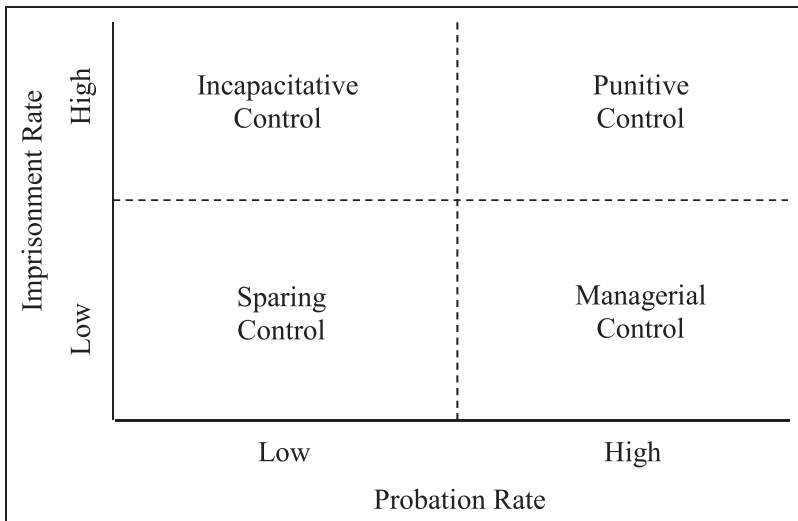 Imprisonment Rate
High
Low
Incapacitative
Control
Punitive
Control
Sparing
Control
Managerial
Control
Low
High
Probation Rate